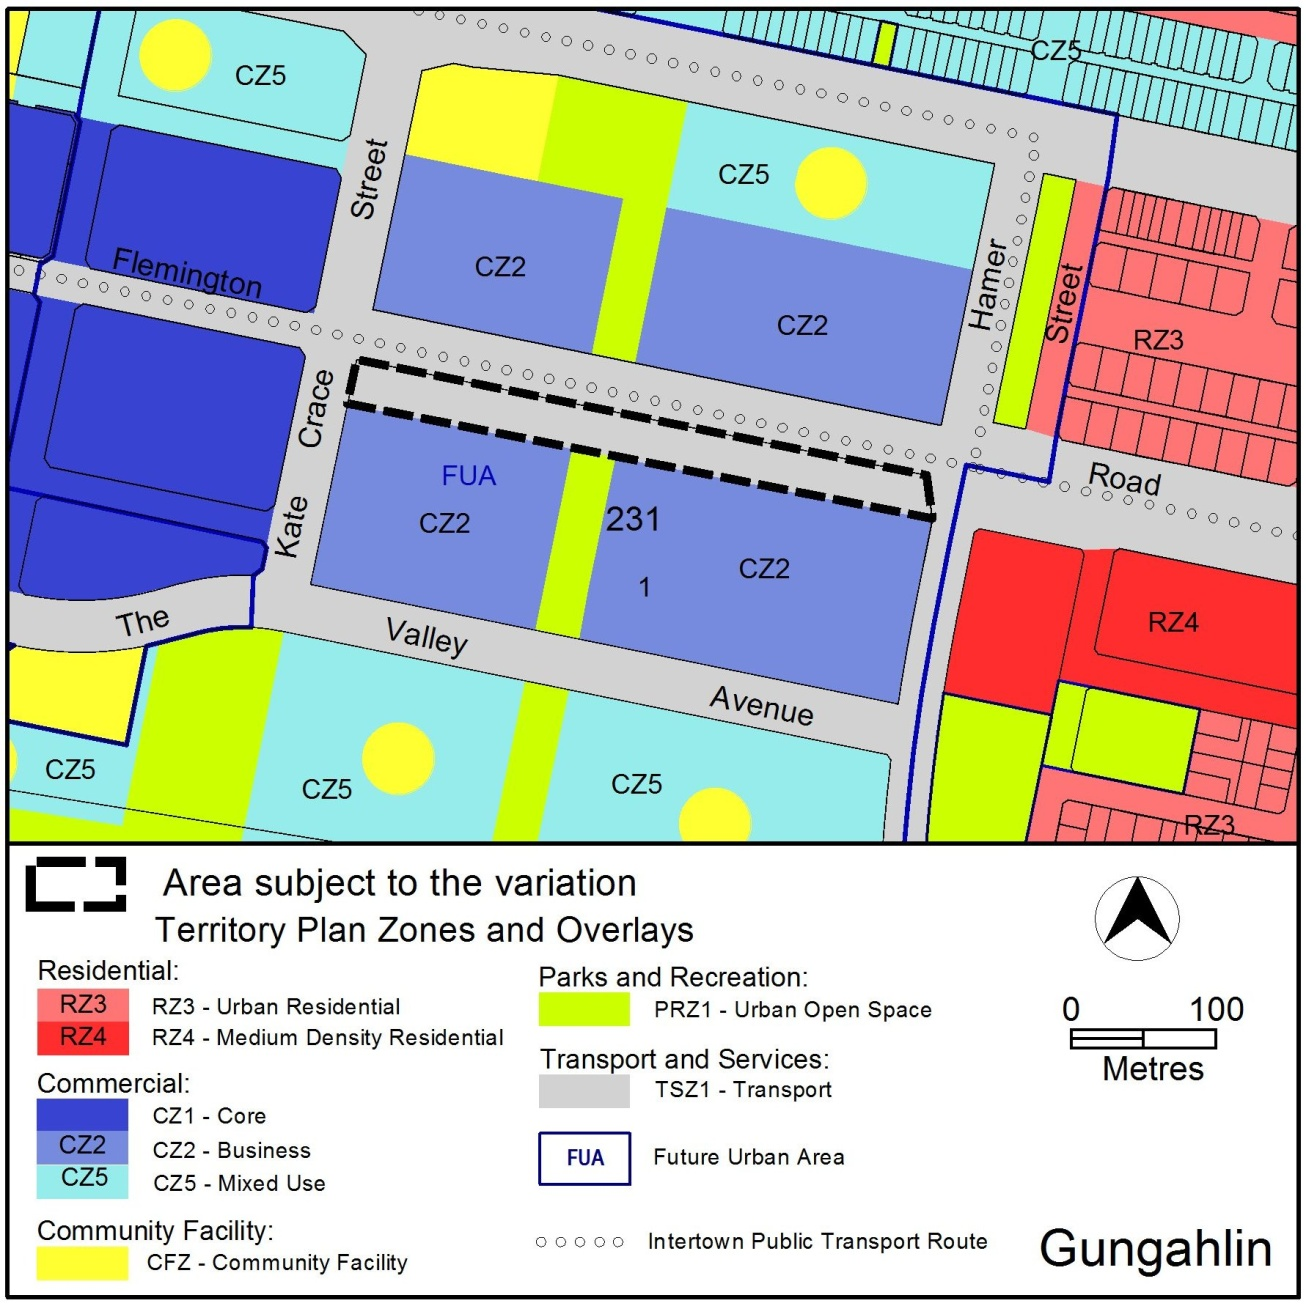 CZ5
CZ5
Street
CZ5
Flemington
CZ2
CZ2
Hamer
Street
RZ3
Crace
FUA
CZ2
231
1
CZ2
Road
Kate
The
Valley
Avenue
RZ4
CZ5
CZ5
CZ5
RZ3
Area subject to the variation
Territory Plan Zones and Overlays
Residential:
RZ3 RZ3 - Urban Residential
RZ4 RZ4 - Medium Density Residential
Commercial:
CZ1 - Core
CZ2 CZ2 - Business
CZ5 CZ5 - Mixed Use
Community Facility:
CFZ - Community Facility
Parks and Recreation:
PRZ1 - Urban Open Space
Transport and Services:
TSZ1 - Transport
FUA Future Urban Area
Intertown Public Transport Route
0 100
Metres
Gungahlin